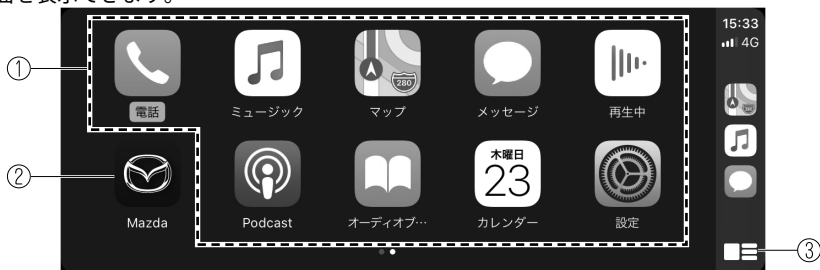 面を表示できます。
15:33
4G
①
280
電話
ミュージック
マップ
メッセージ
再生中
②
木曜日
23
Mazda
Podcast
オーディオブ…
カレンダー
設定
③